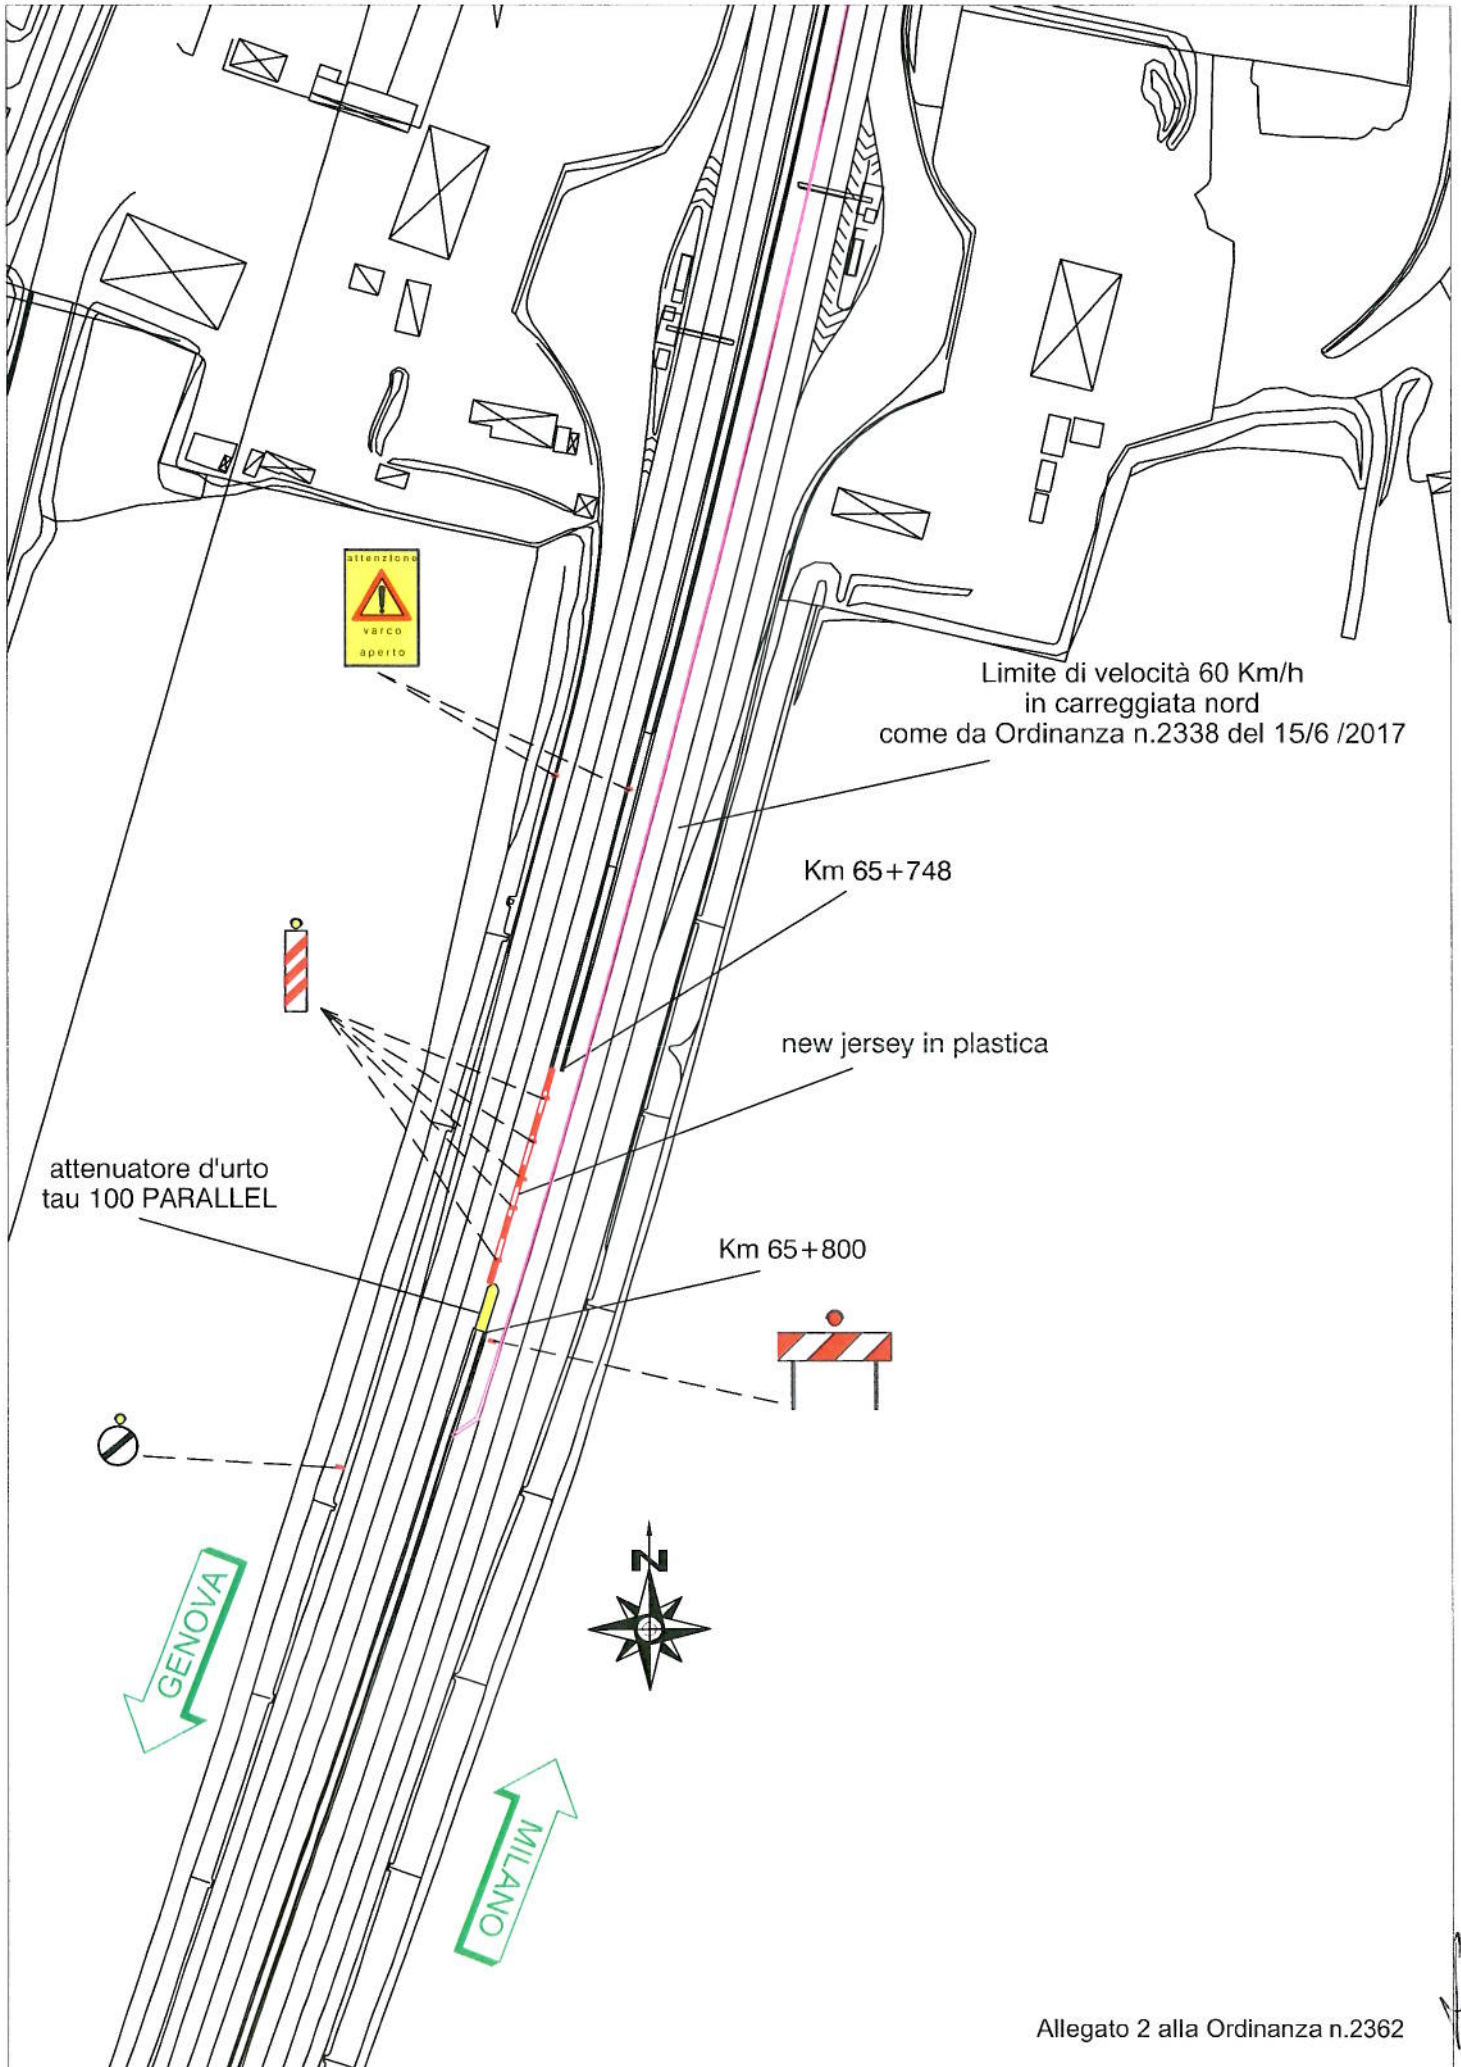 attenzione
varco
aperto
Limite di velocità 60 Km/h
in carreggiata nord
come da Ordinanza n.2338 del 15/6 /2017
Km 65+748
new jersey in plastica
attenuatore d'urto
tau 100 PARALLEL
Km 65+800
N
GENOVA
MILANO
Allegato 2 alla Ordinanza n.2362